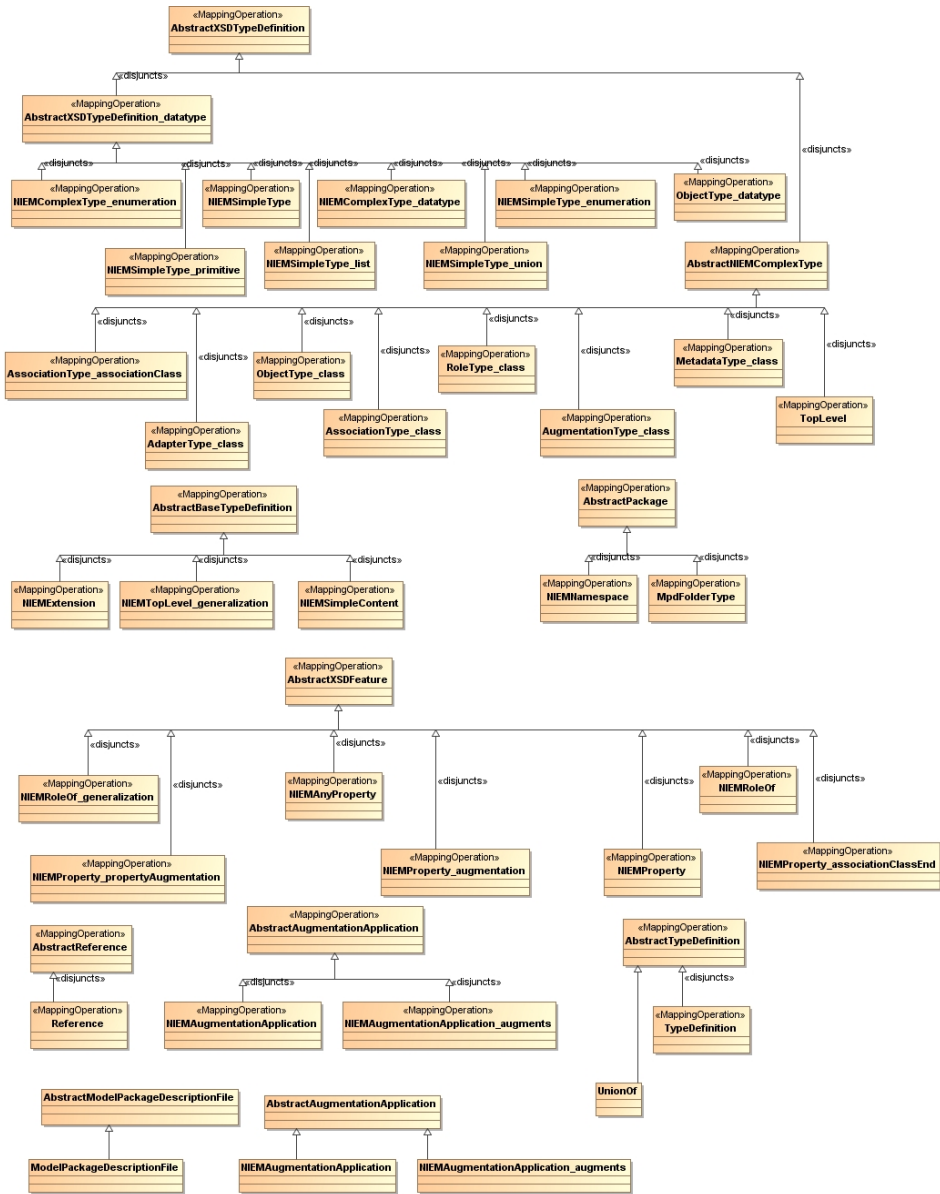 «MappingOperation»
AbstractXSDTypeDefinition
«disjuncts»
«MappingOperation»
AbstractXSDTypeDefinition_datatype
«disjuncts»
«disjuncts»
«disjuncts»
«disjuncts»
«disjuncts»
«disjuncts»
«disjuncts»
«disjuncts»
«disjuncts»
«MappingOperation»
NIEMComplexType_enumeration
«MappingOperation»
NIEMSimpleType
«MappingOperation»
NIEMComplexType_datatype
«MappingOperation»
NIEMSimpleType_enumeration
«MappingOperation»
ObjectType_datatype
«MappingOperation»
NIEMSimpleType_primitive
«MappingOperation»
NIEMSimpleType_list
«MappingOperation»
NIEMSimpleType_union
«MappingOperation»
AbstractNIEMComplexType
«disjuncts»
«disjuncts»
«disjuncts»
«disjuncts»
«disjuncts»
«disjuncts»
«disjuncts»
«disjuncts»
«MappingOperation»
AssociationType_associationClass
«MappingOperation»
ObjectType_class
«MappingOperation»
RoleType_class
«MappingOperation»
MetadataType_class
«MappingOperation»
AdapterType_class
«MappingOperation»
AssociationType_class
«MappingOperation»
AugmentationType_class
«MappingOperation»
TopLevel
«MappingOperation»
AbstractBaseTypeDefinition
«MappingOperation»
AbstractPackage
«disjuncts»
«disjuncts»
«disjuncts»
«disjuncts»
«disjuncts»
«MappingOperation»
NIEMExtension
«MappingOperation»
NIEMTopLevel_generalization
«MappingOperation»
NIEMSimpleContent
«MappingOperation»
NIEMNamespace
«MappingOperation»
MpdFolderType
«MappingOperation»
AbstractXSDFeature
«disjuncts»
«disjuncts»
«disjuncts»
«disjuncts»
«disjuncts»
«disjuncts»
«disjuncts»
«MappingOperation»
NIEMRoleOf_generalization
«MappingOperation»
NIEMAnyProperty
«MappingOperation»
NIEMRoleOf
«MappingOperation»
NIEMProperty_propertyAugmentation
«MappingOperation»
NIEMProperty_augmentation
«MappingOperation»
NIEMProperty
«MappingOperation»
NIEMProperty_associationClassEnd
«MappingOperation»
AbstractReference
«MappingOperation»
AbstractAugmentationApplication
«MappingOperation»
AbstractTypeDefinition
«disjuncts»
«disjuncts»
«disjuncts»
«disjuncts»
«MappingOperation»
Reference
«MappingOperation»
NIEMAugmentationApplication
«MappingOperation»
NIEMAugmentationApplication_augments
«MappingOperation»
TypeDefinition
UnionOf
AbstractModelPackageDescriptionFile
AbstractAugmentationApplication
ModelPackageDescriptionFile
NIEMAugmentationApplication
NIEMAugmentationApplication_augments